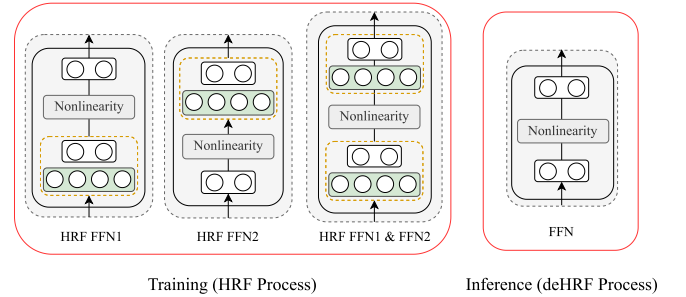 Nonlinearity
Nonlinearity
Nonlinearity
Nonlinearity
HRF FFN1
HRF FFN2
HRF FFN1 & FFN2
FFN
Training (HRF Process)
Inference (deHRF Process)